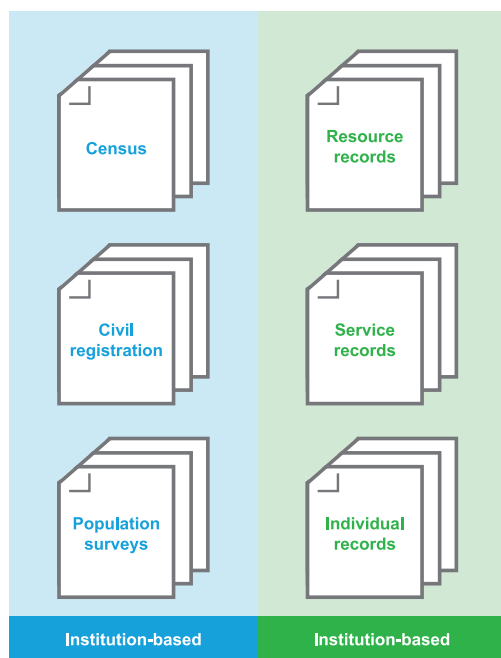 Census
Resource
records
Civil
registration
Service
records
Population
surveys
Individual
records
Institution-based
Institution-based